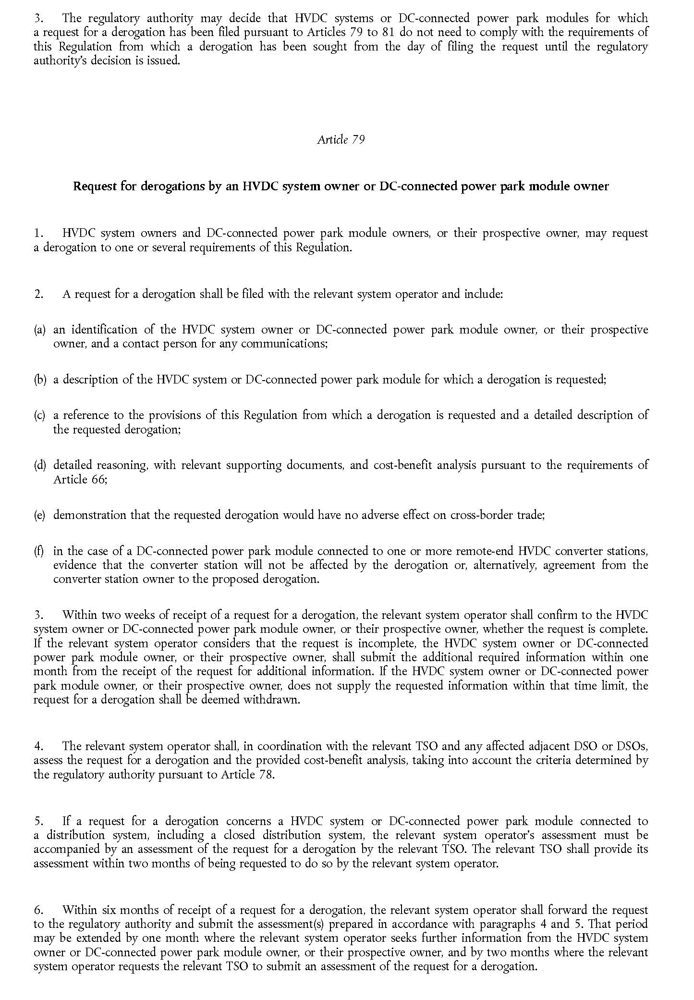 3. The regulatory authority may decide that HVDC systems or DC-connected power park modules for which
a request for a derogation has been filed pursuant to Articles 79 to 81 do not need to comply with the requirements of
this Regulation from which a derogation has been sought from the day of filing the request until the regulatory
authority's decision is issued.
Article 79
Request for derogations by an HVDC system owner or DC-connected power park module owner
1. HVDC system owners and DC-connected power park module owners, or their prospective owner, may request
a derogation to one or several requirements of this Regulation.
2. A request for a derogation shall be filed with the relevant system operator and include:
(a) an identification of the HVDC system owner or DC-connected power park module owner, or their prospective
owner, and a contact person for any communications;
(b) a description of the HVDC system or DC-connected power park module for which a derogation is requested;
(c) a reference to the provisions of this Regulation from which a derogation is requested and a detailed description of
the requested derogation;
(d) detailed reasoning, with relevant supporting documents, and cost-benefit analysis pursuant to the requirements of
Article 66;
(e) demonstration that the requested derogation would have no adverse effect on cross-border trade;
(f) in the case of a DC-connected power park module connected to one or more remote-end HVDC converter stations,
evidence that the converter station will not be affected by the derogation or, alternatively, agreement from the
converter station owner to the proposed derogation.
3. Within two weeks of receipt of a request for a derogation, the relevant system operator shall confirm to the HVDC
system owner or DC-connected power park module owner, or their prospective owner, whether the request is complete.
If the relevant system operator considers that the request is incomplete, the HVDC system owner or DC-connected
power park module owner, or their prospective owner, shall submit the additional required information within one
month from the receipt of the request for additional information. If the HVDC system owner or DC-connected power
park module owner, or their prospective owner, does not supply the requested information within that time limit, the
request for a derogation shall be deemed withdrawn.
4. The relevant system operator shall, in coordination with the relevant TSO and any affected adjacent DSO or DSOs,
assess the request for a derogation and the provided cost-benefit analysis, taking into account the criteria determined by
the regulatory authority pursuant to Article 78.
5. If a request for a derogation concerns a HVDC system or DC-connected power park module connected to
a distribution system, including a closed distribution system, the relevant system operator's assessment must be
accompanied by an assessment of the request for a derogation by the relevant TSO. The relevant TSO shall provide its
assessment within two months of being requested to do so by the relevant system operator.
6. Within six months of receipt of a request for a derogation, the relevant system operator shall forward the request
to the regulatory authority and submit the assessment(s) prepared in accordance with paragraphs 4 and 5. That period
may be extended by one month where the relevant system operator seeks further information from the HVDC system
owner or DC-connected power park module owner, or their prospective owner, and by two months where the relevant
system operator requests the relevant TSO to submit an assessment of the request for a derogation.